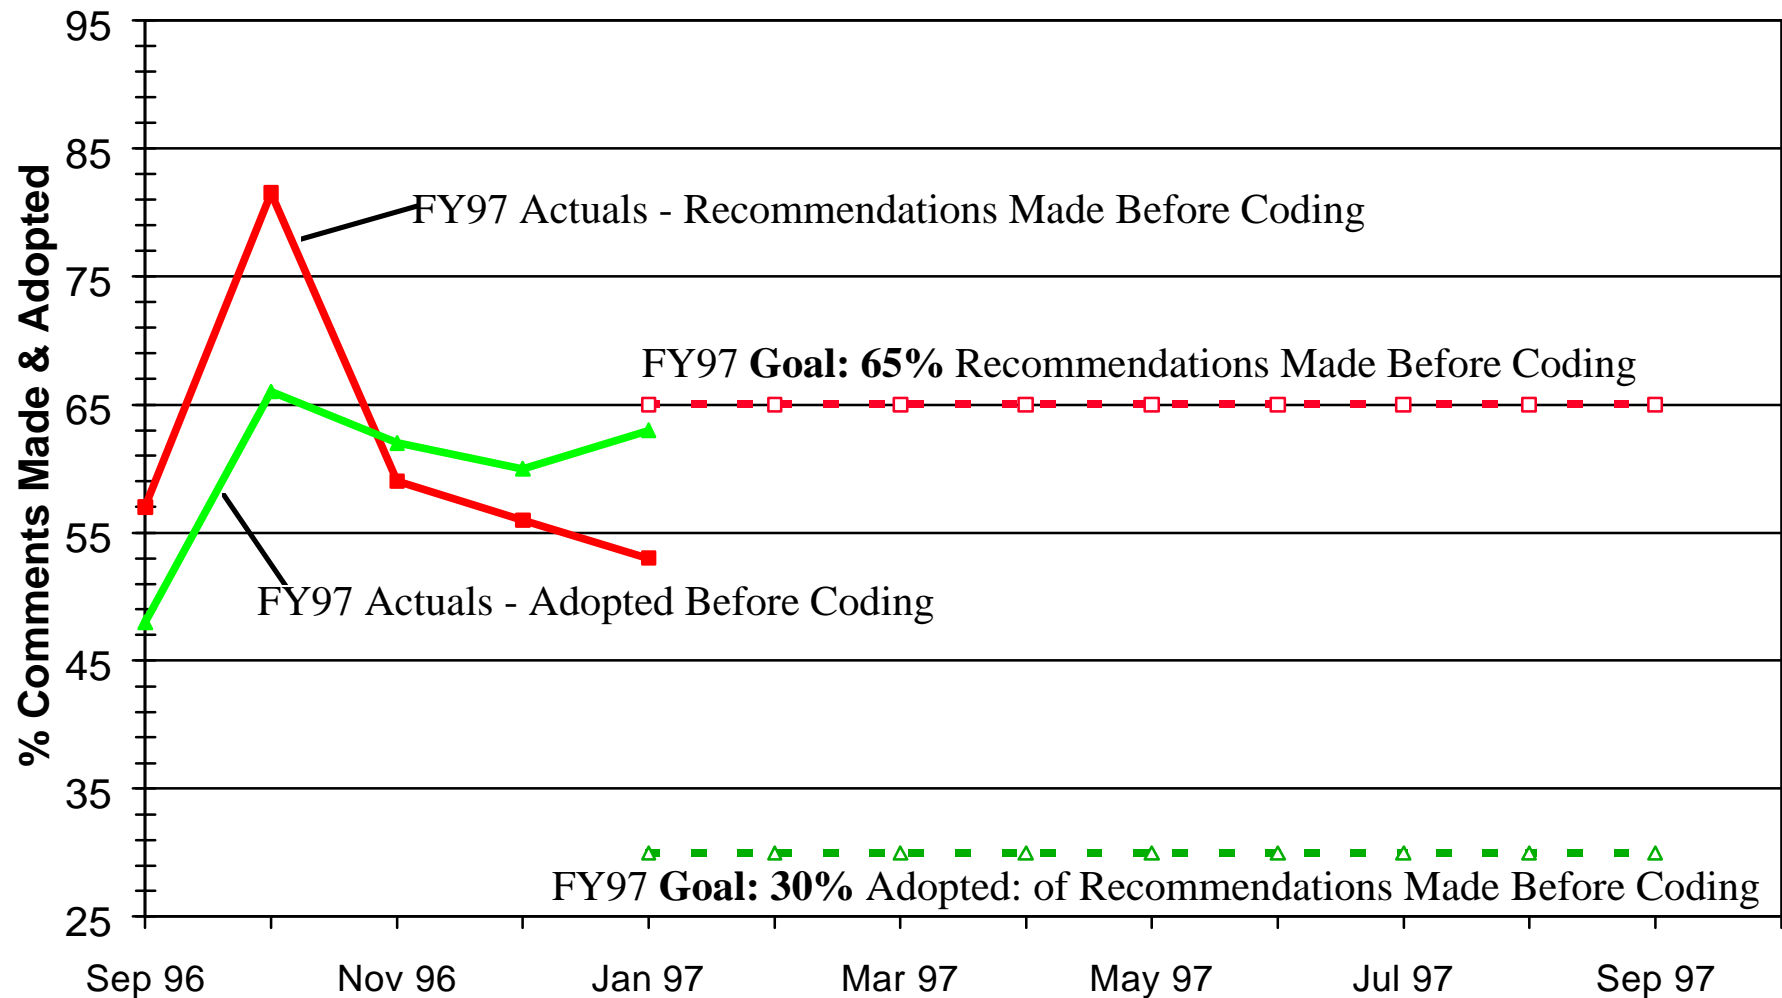 % Comments Made & Adopted
95
85
75
65
55
45
35
25
FY97 Actuals - Recommendations Made Before Coding
FY97 Goal: 65% Recommendations Made Before Coding
FY97 Actuals - Adopted Before Coding
FY97 Goal: 30% Adopted: of Recommendations Made Before Coding
Sep 96 Nov 96 Jan 97 Mar 97 May 97 Jul 97 Sep 97